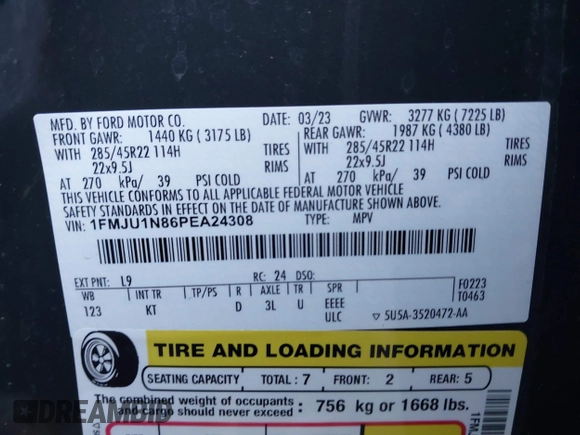 MFD. BY FORD MOTOR CO. DATE: 03/23 GVWR: 3277 KG ( 7225 LB)
FRONT GAWR: 1440 KG ( 3175 LB) REAR GAWR: 1987 KG ( 4380 LB)
WITH 285/45R22 114H TIRES WITH 285/45R22 114H TIRES
22x9.5J RIMS 22x9.5J RIMS
AT 270 kPa/ 39 PSI COLD AT 270 kPa/ 39 PSI COLD
THIS VEHICLE CONFORMS TO ALL APPLICABLE FEDERAL MOTOR VEHICLE
SAFETY STANDARDS IN EFFECT ON THE DATE OF MANUFACTURE SHOWN ABOVE.
VIN: 1FMJU1N86PEA24308 TYPE: MPV
EXT PNT: L9 RC: 24 DSO: F0223
WB INT TR TP/PS R AXLE TR SPR T0463
123 KT D 3L U EEEE
ULC ▽ 5U5A-3520472-AA
TIRE AND LOADING INFORMATION
SEATING CAPACITY TOTAL : 7 FRONT: 2 REAR: 5
The combined weight of occupants
and cargo should never exceed : 756 kg or 1668 lbs.
1FM
DREAMBID